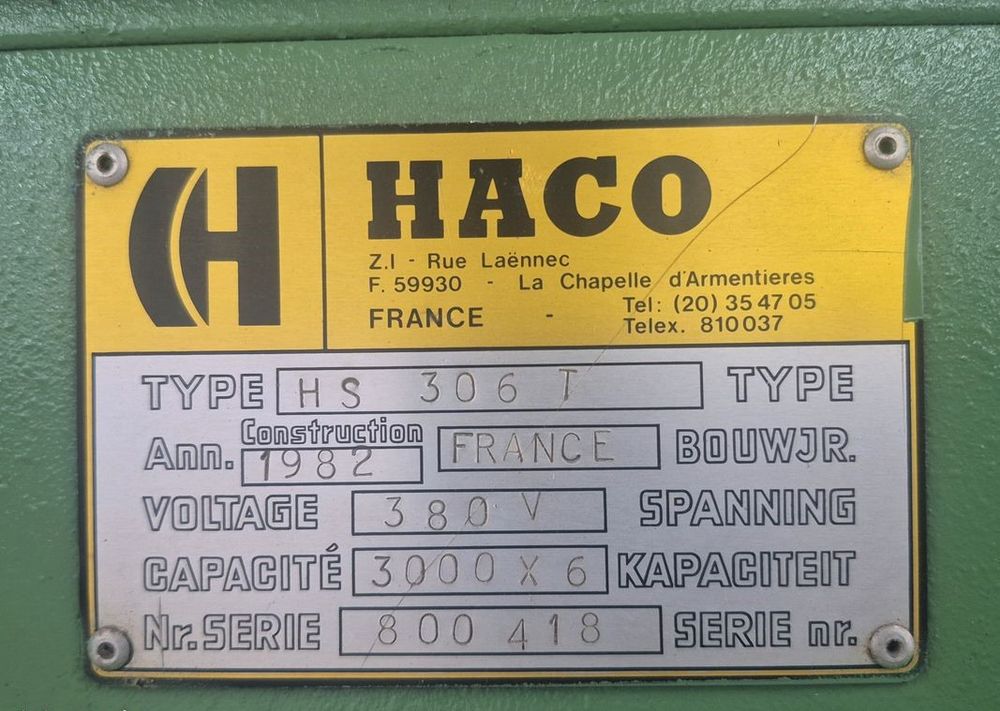 H
HACO
Z.I - Rue Laënnec
F. 59930 - La Chapelle d'Armentieres
FRANCE - Tel: (20) 35 47 05
Telex. 810037
TYPE HS 306 T TYPE
Ann. Construction 1982 FRANCE BOUWJR.
VOLTAGE 380 V SPANNING
CAPACITÉ 3000 X 6 KAPACITEIT
Nr. SERIE 800 418 SERIE nr.